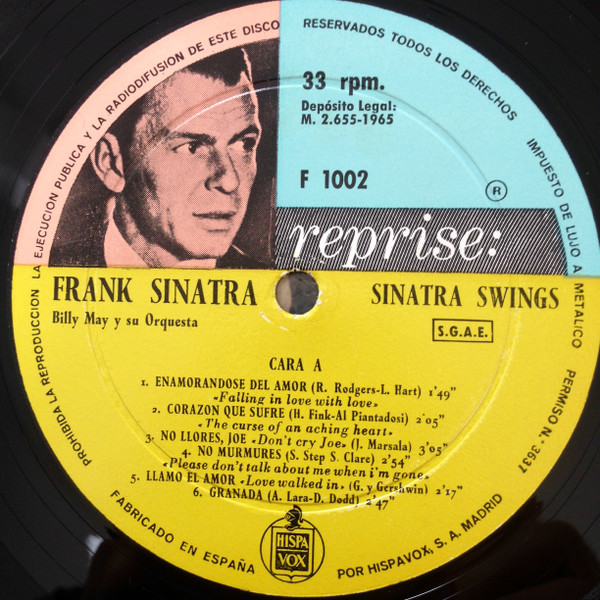 PROHIBIDA LA REPRODUCCION LA EJECUCION PUBLICA Y LA RADIODIFUSION DE ESTE DISCO
RESERVADOS TODOS LOS DERECHOS
IMPUESTO DE LUJO A METALICO PERMISO N.º 3637
33 rpm.
Depósito Legal:
M. 2.655-1965
F 1002
R
reprise:
FRANK SINATRA
SINATRA SWINGS
Billy May y su Orquesta
S.G.A.E.
CARA A
1. ENAMORANDOSE DEL AMOR (R. Rodgers-L. Hart) 1'49"
«Falling in love with love»
2. CORAZON QUE SUFRE (H. Fink-Al Piantadosi) 2'05"
«The curse of an aching heart»
3. NO LLORES, JOE «Don't cry Joe» (J. Marsala) 3'05"
4. NO MURMURES (S. Step S. Clare) 2'54"
«Please don't talk about me when i'm gone»
5. LLAMO EL AMOR «Love walked in» (G. y Gershwin) 2'17"
6. GRANADA (A. Lara-D. Dodd) 2'47"
HISPA
VOX
FABRICADO EN ESPAÑA
POR HISPAVOX, S. A. MADRID